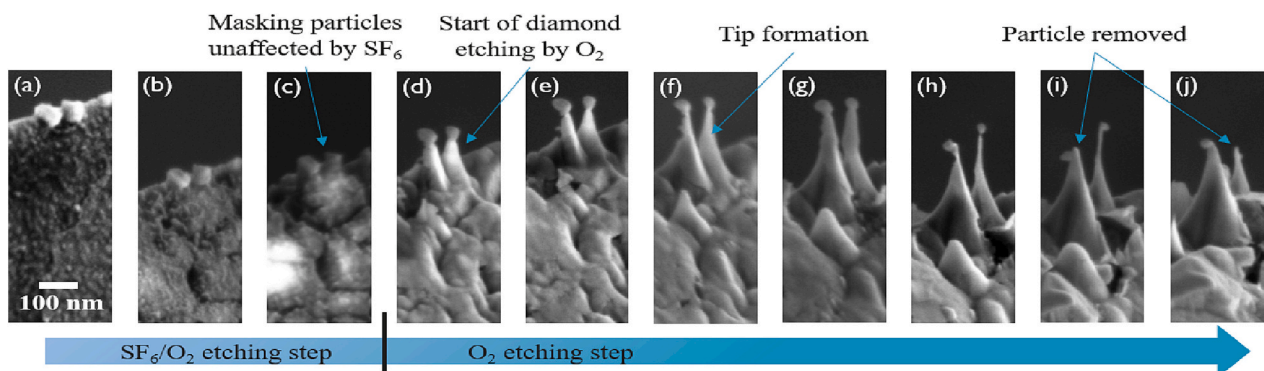 Masking particles
unaffected by SF₆
Start of diamond
etching by O₂
Tip formation
Particle removed
(a)
(b)
(c)
(d)
(e)
(f)
(g)
(h)
(i)
(j)
100 nm
SF₆/O₂ etching step
O₂ etching step